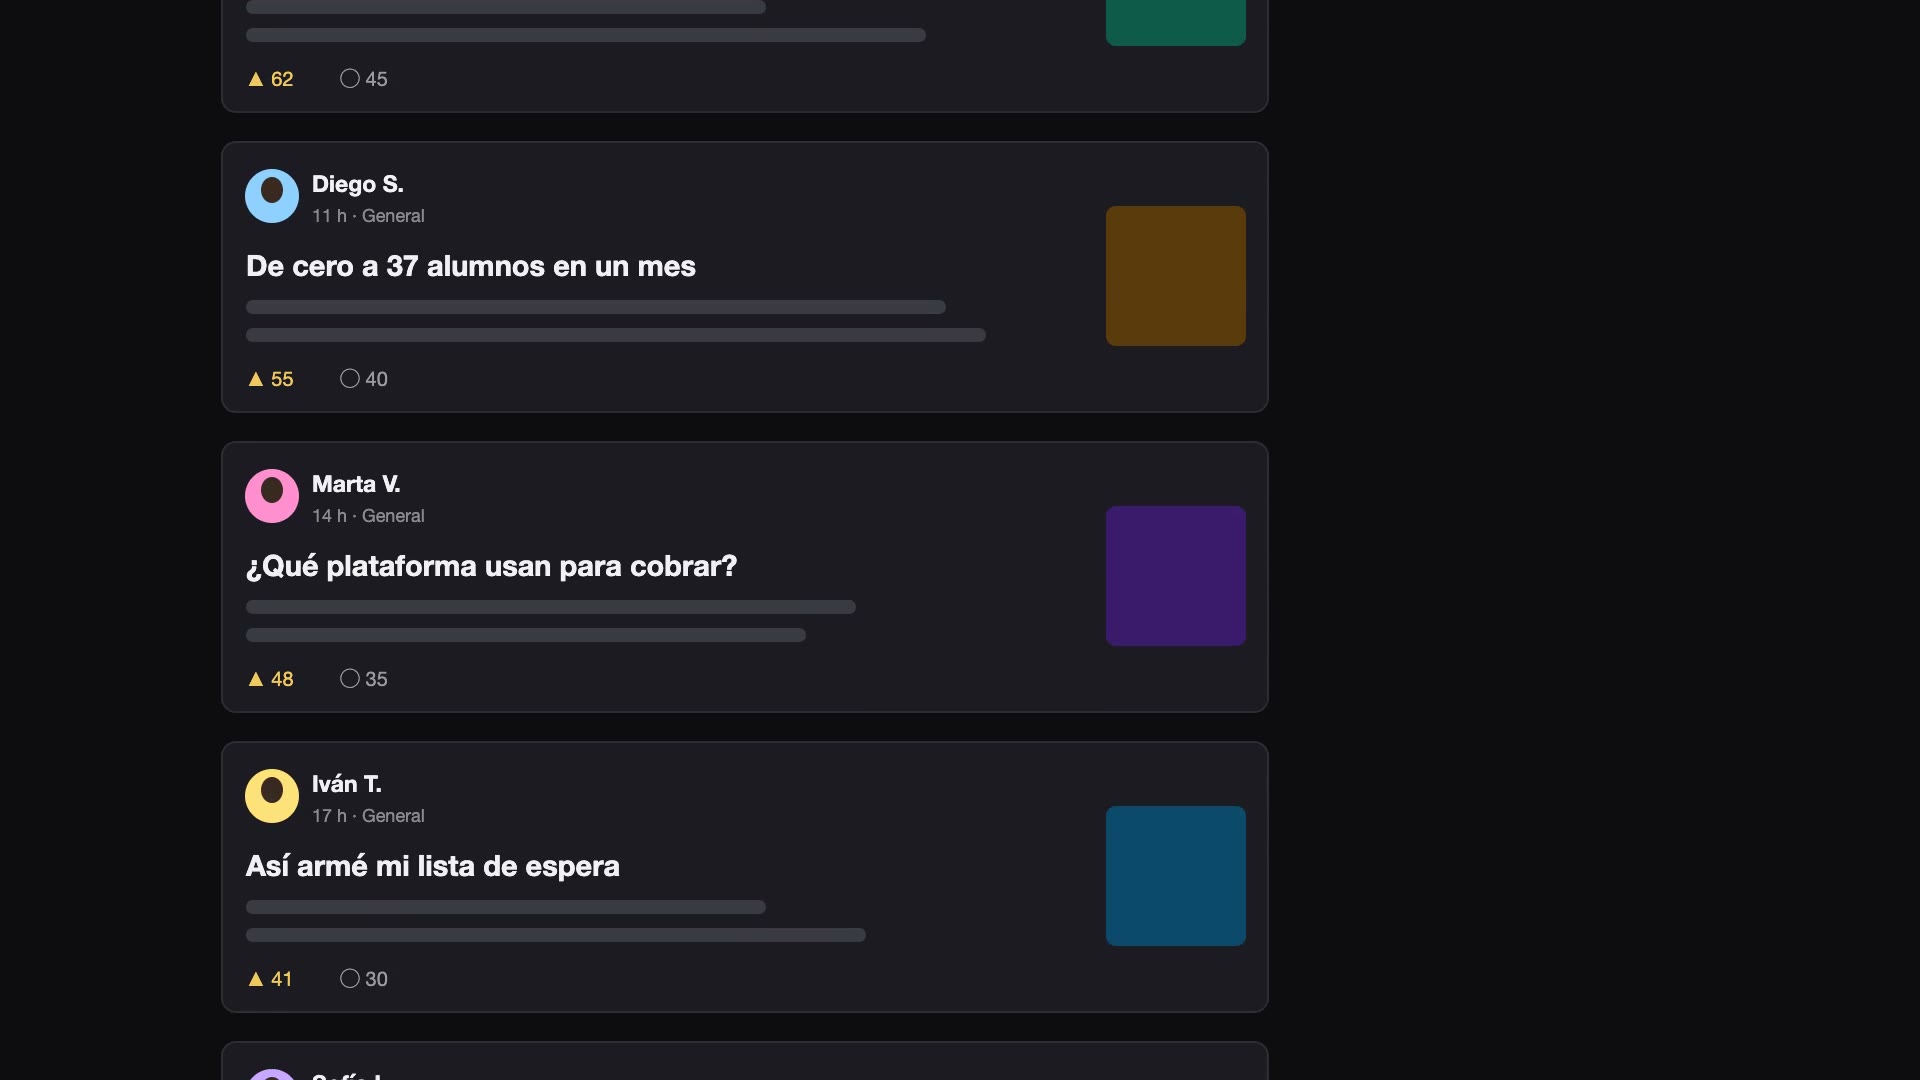 ▲ 62 ◯ 45
Diego S.
11 h · General
De cero a 37 alumnos en un mes
▲ 55 ◯ 40
Marta V.
14 h · General
¿Qué plataforma usan para cobrar?
▲ 48 ◯ 35
Iván T.
17 h · General
Así armé mi lista de espera
▲ 41 ◯ 30